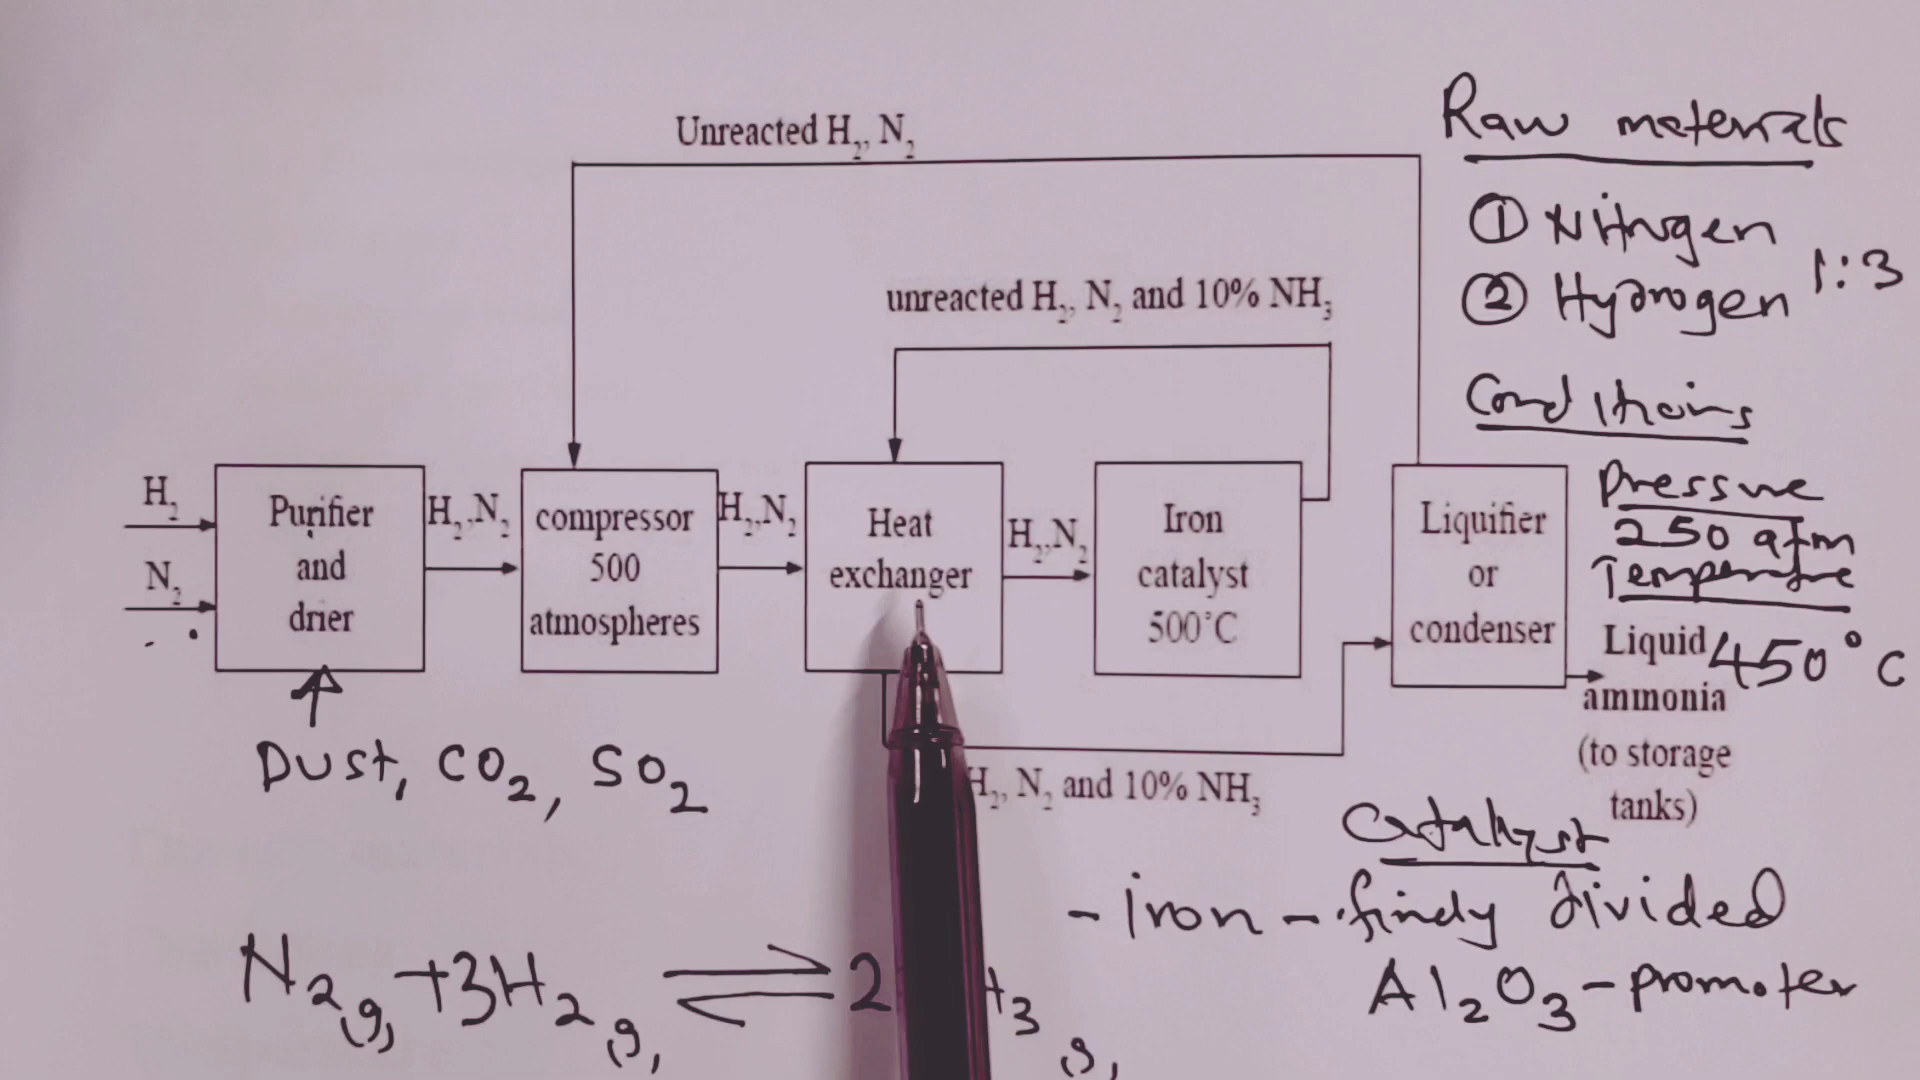 Unreacted H2, N2
unreacted H2, N2 and 10% NH3
H2
N2
Purifier
and
drier
H2,N2
compressor
500
atmospheres
H2,N2
Heat
exchanger
H2,N2
Iron
catalyst
500°C
Liquifier
or
condenser
Liquid
ammonia
(to storage
tanks)
H2, N2 and 10% NH3
Raw materials
① Nitrogen
② Hydrogen
1:3
Conditions
Pressure
250 atm
Temperature
450°C
Dust, CO2, SO2
Catalyst
- iron - finely divided
Al2O3 - promoter
N2(g) + 3H2(g) ⇌ 2 H3(g)